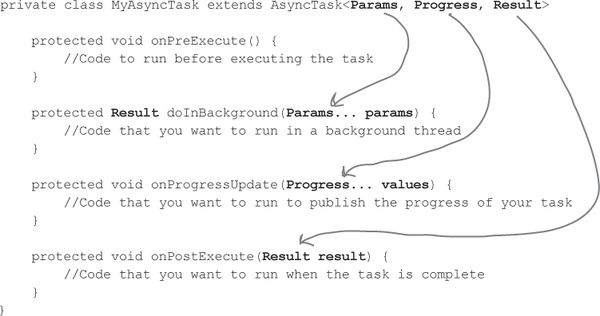 private class MyAsyncTask extends AsyncTask<Params, Progress, Result>
protected void onPreExecute() {
//Code to run before executing the task
}
protected Result doInBackground(Params... params) {
//Code that you want to run in a background thread
}
protected void onProgressUpdate(Progress... values) {
//Code that you want to run to publish the progress of your task
}
protected void onPostExecute(Result result) {
//Code that you want to run when the task is complete
}
}